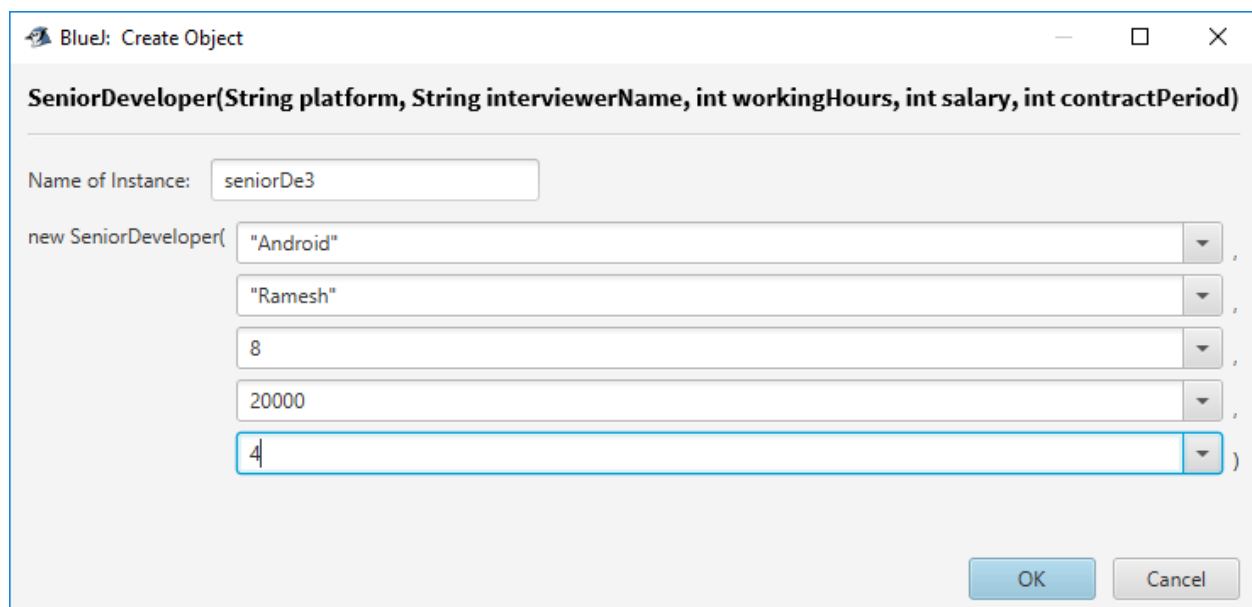 BlueJ: Create Object
SeniorDeveloper(String platform, String interviewerName, int workingHours, int salary, int contractPeriod)
Name of Instance: seniorDe3
new SeniorDeveloper( "Android" ,
"Ramesh" ,
8 ,
20000 ,
4 )
OK Cancel